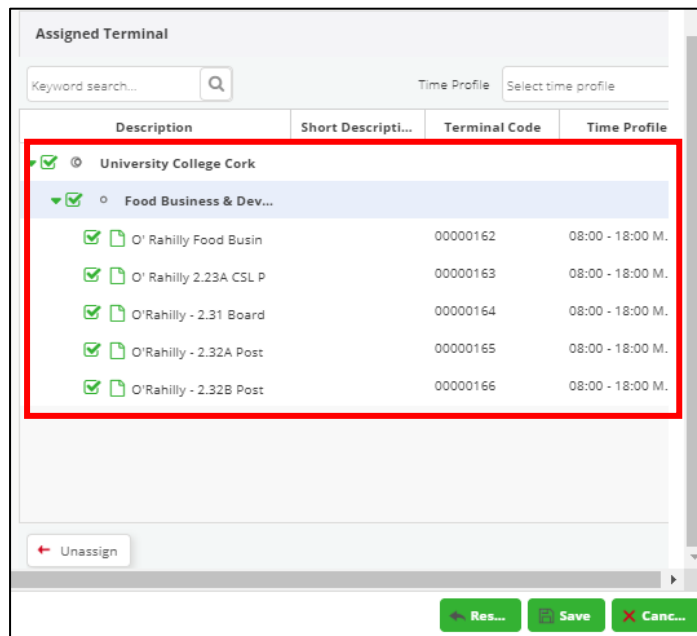 Assigned Terminal
Keyword search... Time Profile Select time profile
Description Short Descripti... Terminal Code Time Profile
© University College Cork
Food Business & Dev...
O' Rahilly Food Busin 00000162 08:00 - 18:00 M.
O' Rahilly 2.23A CSL P 00000163 08:00 - 18:00 M.
O'Rahilly - 2.31 Board 00000164 08:00 - 18:00 M.
O'Rahilly - 2.32A Post 00000165 08:00 - 18:00 M.
O'Rahilly - 2.32B Post 00000166 08:00 - 18:00 M.
Unassign
Res... Save Canc...